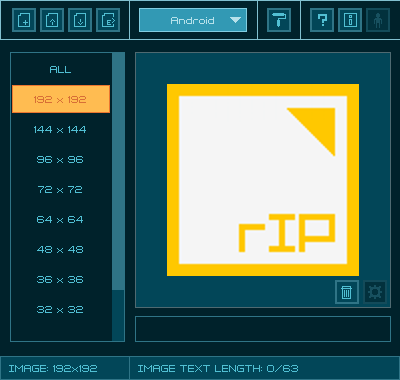 Android
?
ALL
192 x 192
144 x 144
96 x 96
72 x 72
64 x 64
48 x 48
36 x 36
32 x 32
rIP
IMAGE: 192x192
IMAGE TEXT LENGTH: 0/63